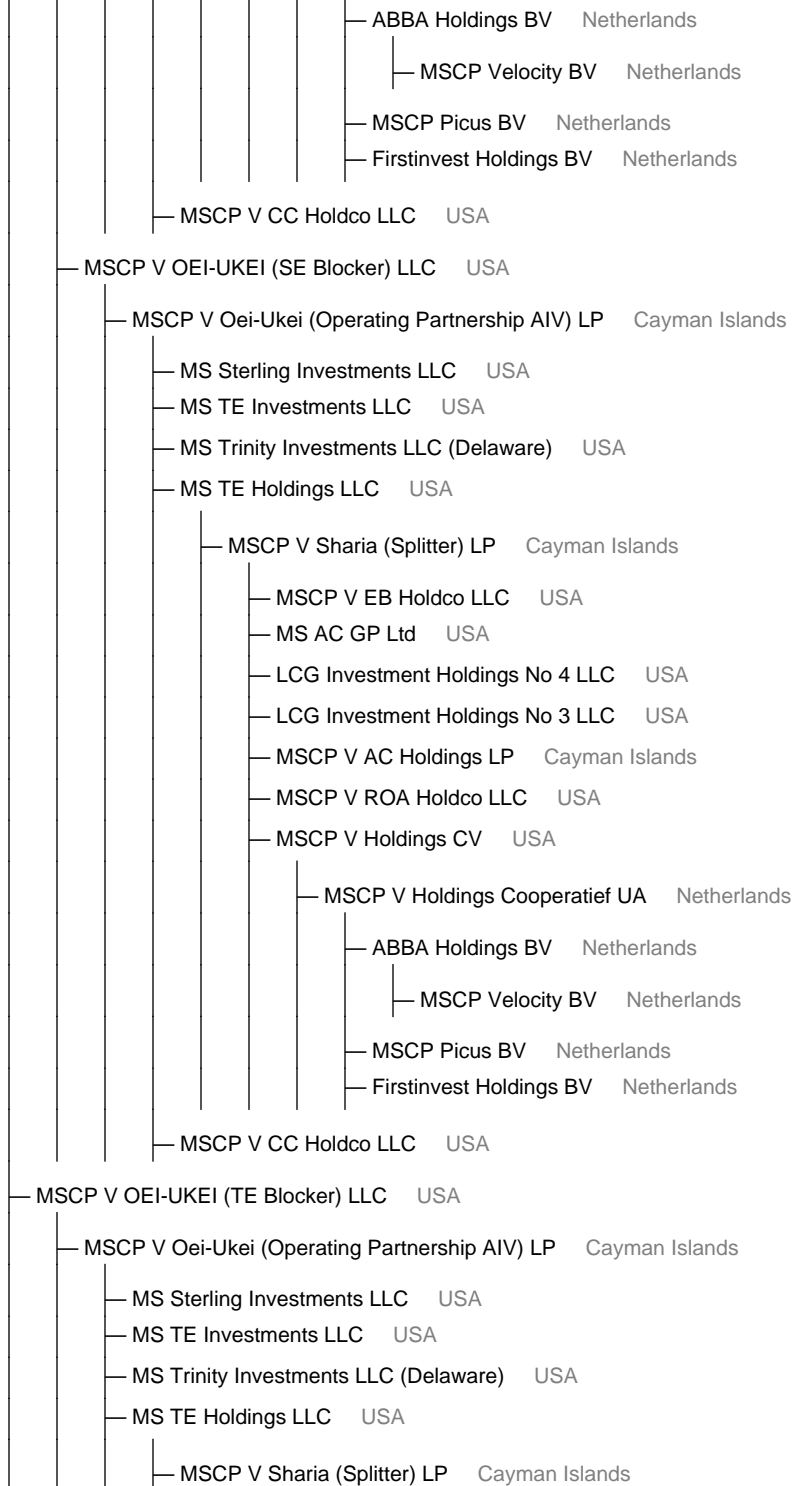 ABBA Holdings BV Netherlands
MSCP Velocity BV Netherlands
MSCP Picus BV Netherlands
Firstinvest Holdings BV Netherlands
MSCP V CC Holdco LLC USA
MSCP V OEI-UKEI (SE Blocker) LLC USA
MSCP V Oei-Ukei (Operating Partnership AIV) LP Cayman Islands
MS Sterling Investments LLC USA
MS TE Investments LLC USA
MS Trinity Investments LLC (Delaware) USA
MS TE Holdings LLC USA
MSCP V Sharia (Splitter) LP Cayman Islands
MSCP V EB Holdco LLC USA
MS AC GP Ltd USA
LCG Investment Holdings No 4 LLC USA
LCG Investment Holdings No 3 LLC USA
MSCP V AC Holdings LP Cayman Islands
MSCP V ROA Holdco LLC USA
MSCP V Holdings CV USA
MSCP V Holdings Cooperatief UA Netherlands
ABBA Holdings BV Netherlands
MSCP Velocity BV Netherlands
MSCP Picus BV Netherlands
Firstinvest Holdings BV Netherlands
MSCP V CC Holdco LLC USA
MSCP V OEI-UKEI (TE Blocker) LLC USA
MSCP V Oei-Ukei (Operating Partnership AIV) LP Cayman Islands
MS Sterling Investments LLC USA
MS TE Investments LLC USA
MS Trinity Investments LLC (Delaware) USA
MS TE Holdings LLC USA
MSCP V Sharia (Splitter) LP Cayman Islands